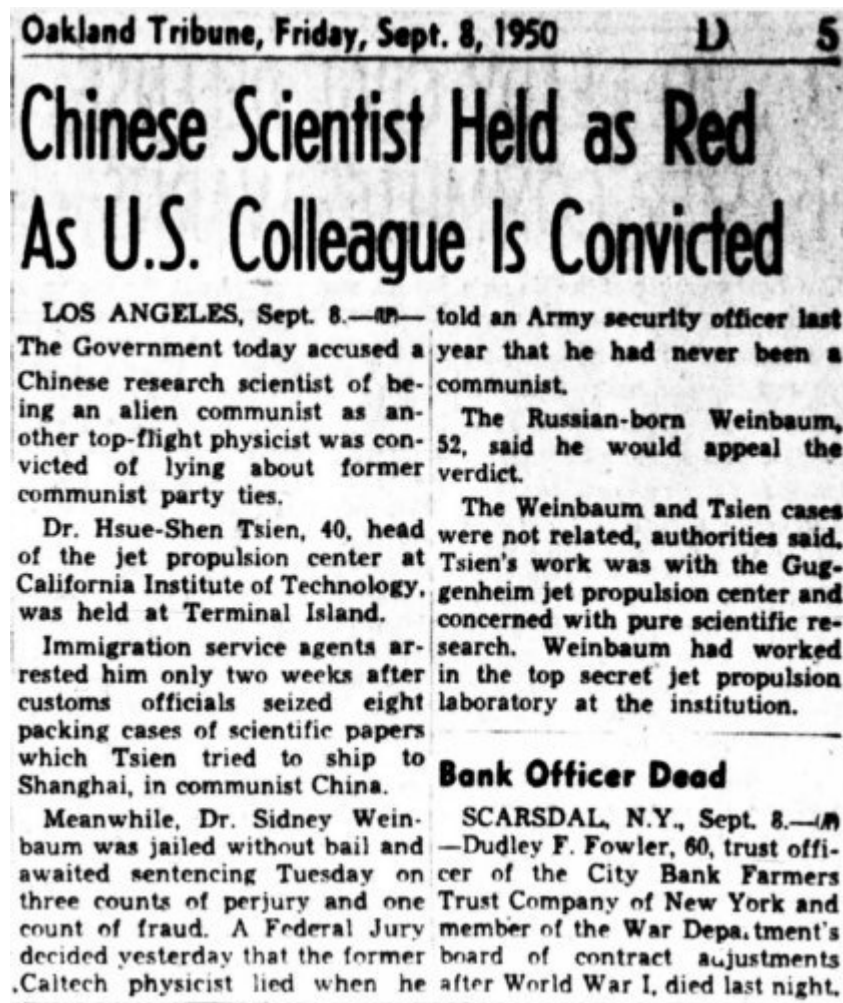 Oakland Tribune, Friday, Sept. 8, 1950 D 5
Chinese Scientist Held as Red
As U.S. Colleague Is Convicted
LOS ANGELES, Sept. 8.—(AP)—
The Government today accused a
Chinese research scientist of be-
ing an alien communist as an-
other top-flight physicist was con-
victed of lying about former
communist party ties.
Dr. Hsue-Shen Tsien, 40, head
of the jet propulsion center at
California Institute of Technology,
was held at Terminal Island.
Immigration service agents ar-
rested him only two weeks after
customs officials seized eight
packing cases of scientific papers
which Tsien tried to ship to
Shanghai, in communist China.
Meanwhile, Dr. Sidney Wein-
baum was jailed without bail and
awaited sentencing Tuesday on
three counts of perjury and one
count of fraud. A Federal Jury
decided yesterday that the former
Caltech physicist lied when he
told an Army security officer last
year that he had never been a
communist.
The Russian-born Weinbaum,
52, said he would appeal the
verdict.
The Weinbaum and Tsien cases
were not related, authorities said.
Tsien's work was with the Gug-
genheim jet propulsion center and
concerned with pure scientific re-
search. Weinbaum had worked
in the top secret jet propulsion
laboratory at the institution.
Bank Officer Dead
SCARSDAL, N.Y., Sept. 8.—(AP)
—Dudley F. Fowler, 60, trust offi-
cer of the City Bank Farmers
Trust Company of New York and
member of the War Department's
board of contract adjustments
after World War I, died last night.